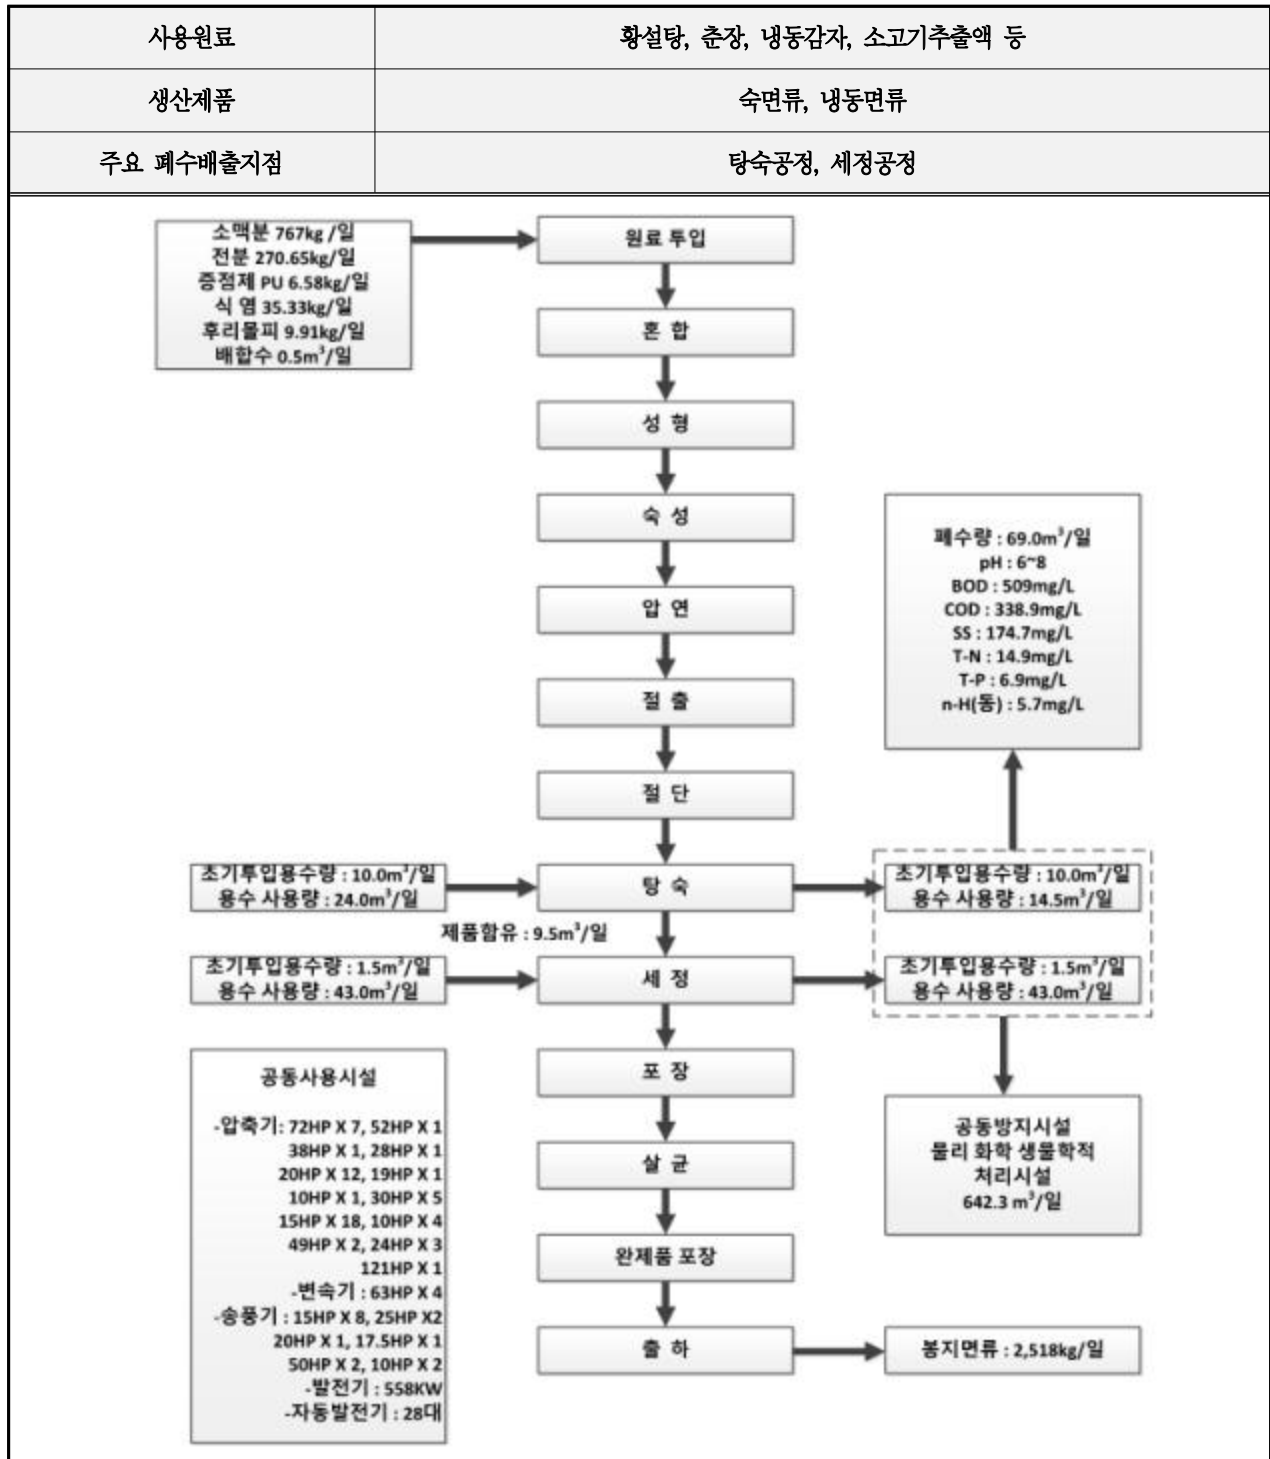 사용원료
황설탕, 춘장, 냉동감자, 소고기추출액 등
생산제품
숙면류, 냉동면류
주요 폐수배출지점
탕숙공정, 세정공정
소맥분 767kg /일
전분 270.65kg/일
증점제 PU 6.58kg/일
식 염 35.33kg/일
후리몰피 9.91kg/일
배합수 0.5m³/일
원료 투입
혼 합
성 형
숙 성
압 연
절 출
절 단
폐수량 : 69.0m³/일
pH : 6~8
BOD : 509mg/L
COD : 338.9mg/L
SS : 174.7mg/L
T-N : 14.9mg/L
T-P : 6.9mg/L
n-H(동) : 5.7mg/L
초기투입용수량 : 10.0m³/일
용수 사용량 : 24.0m³/일
탕 숙
초기투입용수량 : 10.0m³/일
용수 사용량 : 14.5m³/일
제품함유 : 9.5m³/일
초기투입용수량 : 1.5m³/일
용수 사용량 : 43.0m³/일
세 정
초기투입용수량 : 1.5m³/일
용수 사용량 : 43.0m³/일
공동사용시설
-압축기: 72HP X 7, 52HP X 1
38HP X 1, 28HP X 1
20HP X 12, 19HP X 1
10HP X 1, 30HP X 5
15HP X 18, 10HP X 4
49HP X 2, 24HP X 3
121HP X 1
-변속기 : 63HP X 4
-송풍기 : 15HP X 8, 25HP X2
20HP X 1, 17.5HP X 1
50HP X 2, 10HP X 2
-발전기 : 558KW
-자동발전기 : 28대
포 장
살 균
완제품 포장
출 하
공동방지시설
물리 화학 생물학적
처리시설
642.3 m³/일
봉지면류 : 2,518kg/일